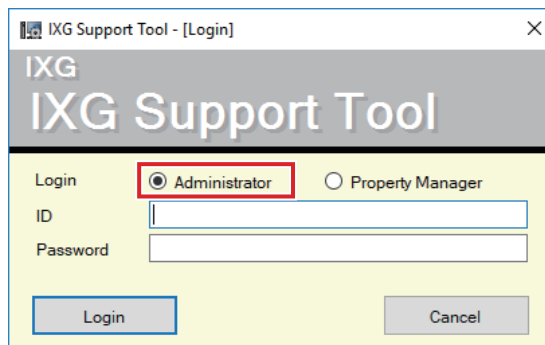 IXG Support Tool - [Login]
IXG
IXG Support Tool
Login Administrator Property Manager
ID
Password
Login Cancel